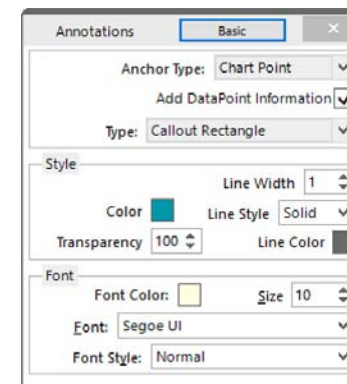 Annotations Basic
Anchor Type: Chart Point
Add DataPoint Information
Type: Callout Rectangle
Style
Line Width 1
Color Line Style Solid
Transparency 100 Line Color
Font
Font Color: Size 10
Font: Segoe UI
Font Style: Normal